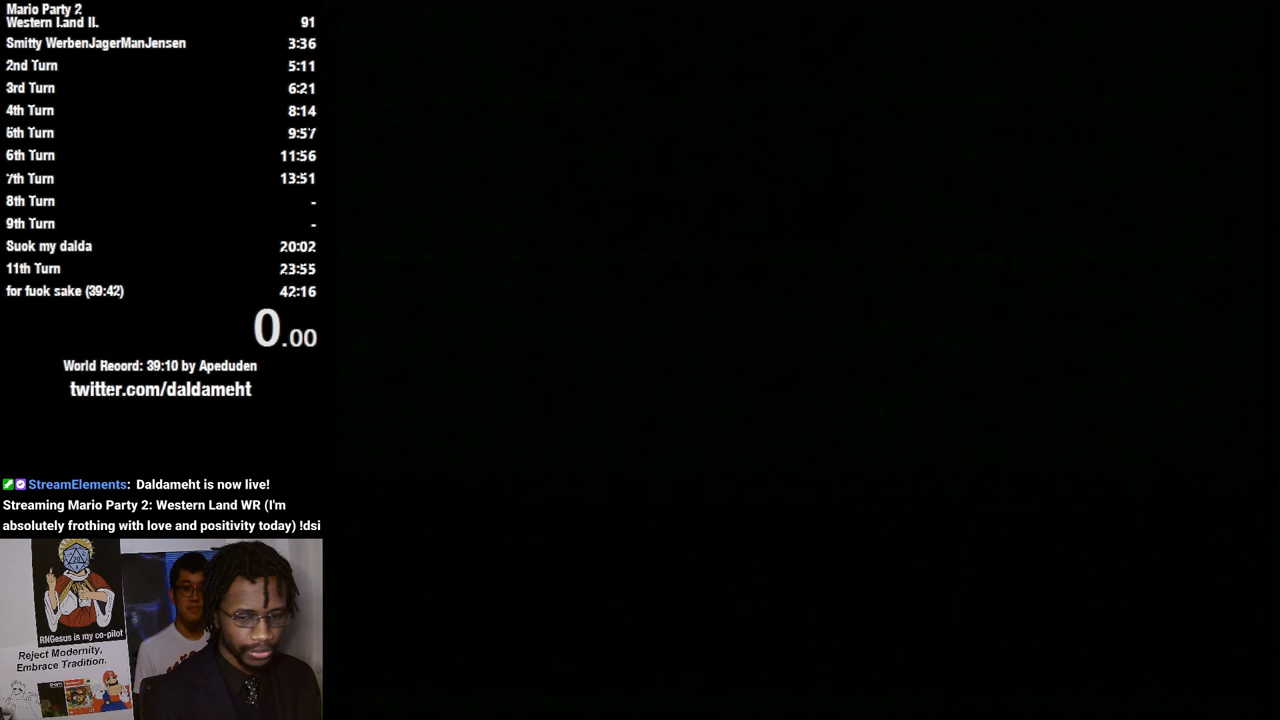 Mario Party 2
Western Land II. 91
Smitty WerbenJagerManJensen 3:36
2nd Turn 5:11
3rd Turn 6:21
4th Turn 8:14
5th Turn 9:57
6th Turn 11:56
7th Turn 13:51
8th Turn -
9th Turn -
Suok my dalda 20:02
11th Turn 23:55
for fuok sake (39:42) 42:16
0.00
World Reoord: 39:10 by Apeduden
twitter.com/daldameht
StreamElements: Daldameht is now live!
Streaming Mario Party 2: Western Land WR (I'm
absolutely frothing with love and positivity today) !dsi
RNGesus is my co-pilot
Reject Modernity,
Embrace Tradition.